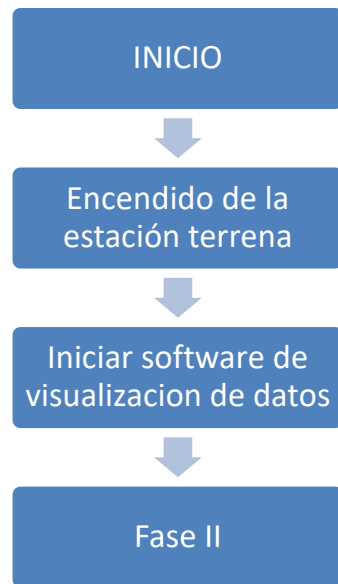 INICIO
Encendido de la
estación terrena
Iniciar software de
visualizacion de datos
Fase II